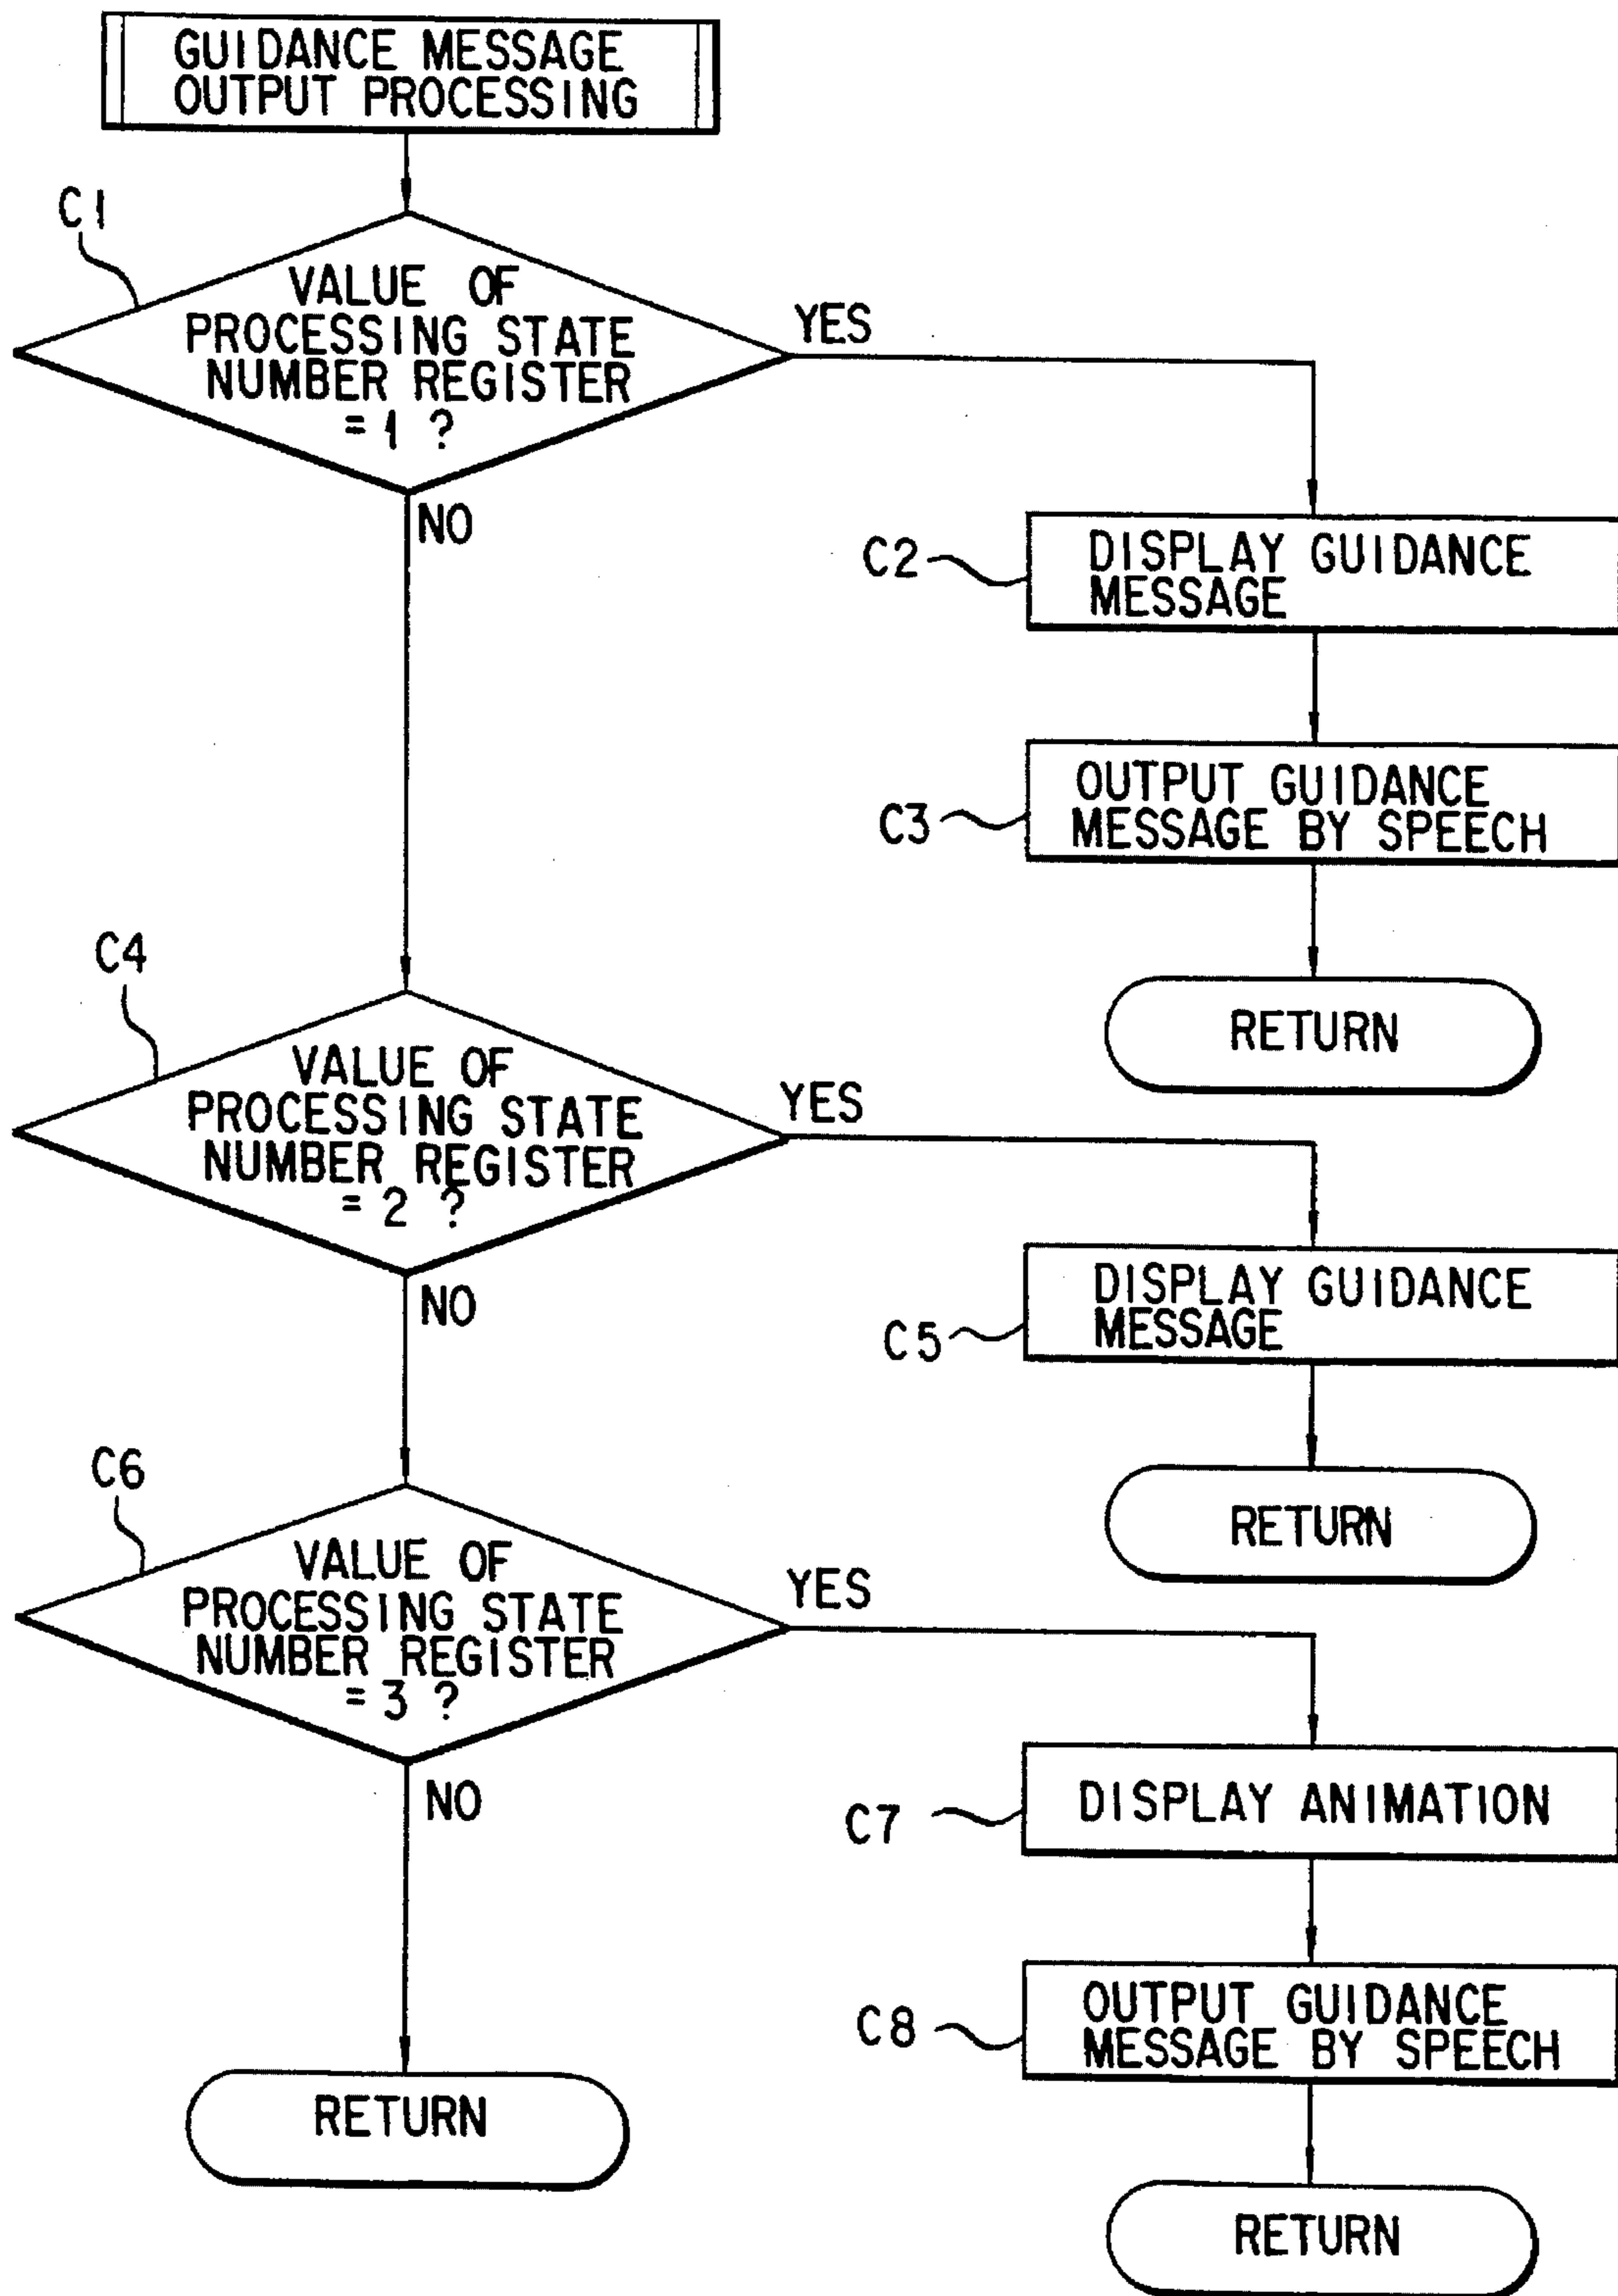 GUIDANCE MESSAGE
OUTPUT PROCESSING
C1
VALUE OF
PROCESSING STATE
NUMBER REGISTER
= 1 ?
YES
NO
C2
DISPLAY GUIDANCE
MESSAGE
C3
OUTPUT GUIDANCE
MESSAGE BY SPEECH
RETURN
C4
VALUE OF
PROCESSING STATE
NUMBER REGISTER
= 2 ?
YES
NO
C5
DISPLAY GUIDANCE
MESSAGE
RETURN
C6
VALUE OF
PROCESSING STATE
NUMBER REGISTER
= 3 ?
YES
NO
C7
DISPLAY ANIMATION
C8
OUTPUT GUIDANCE
MESSAGE BY SPEECH
RETURN
RETURN